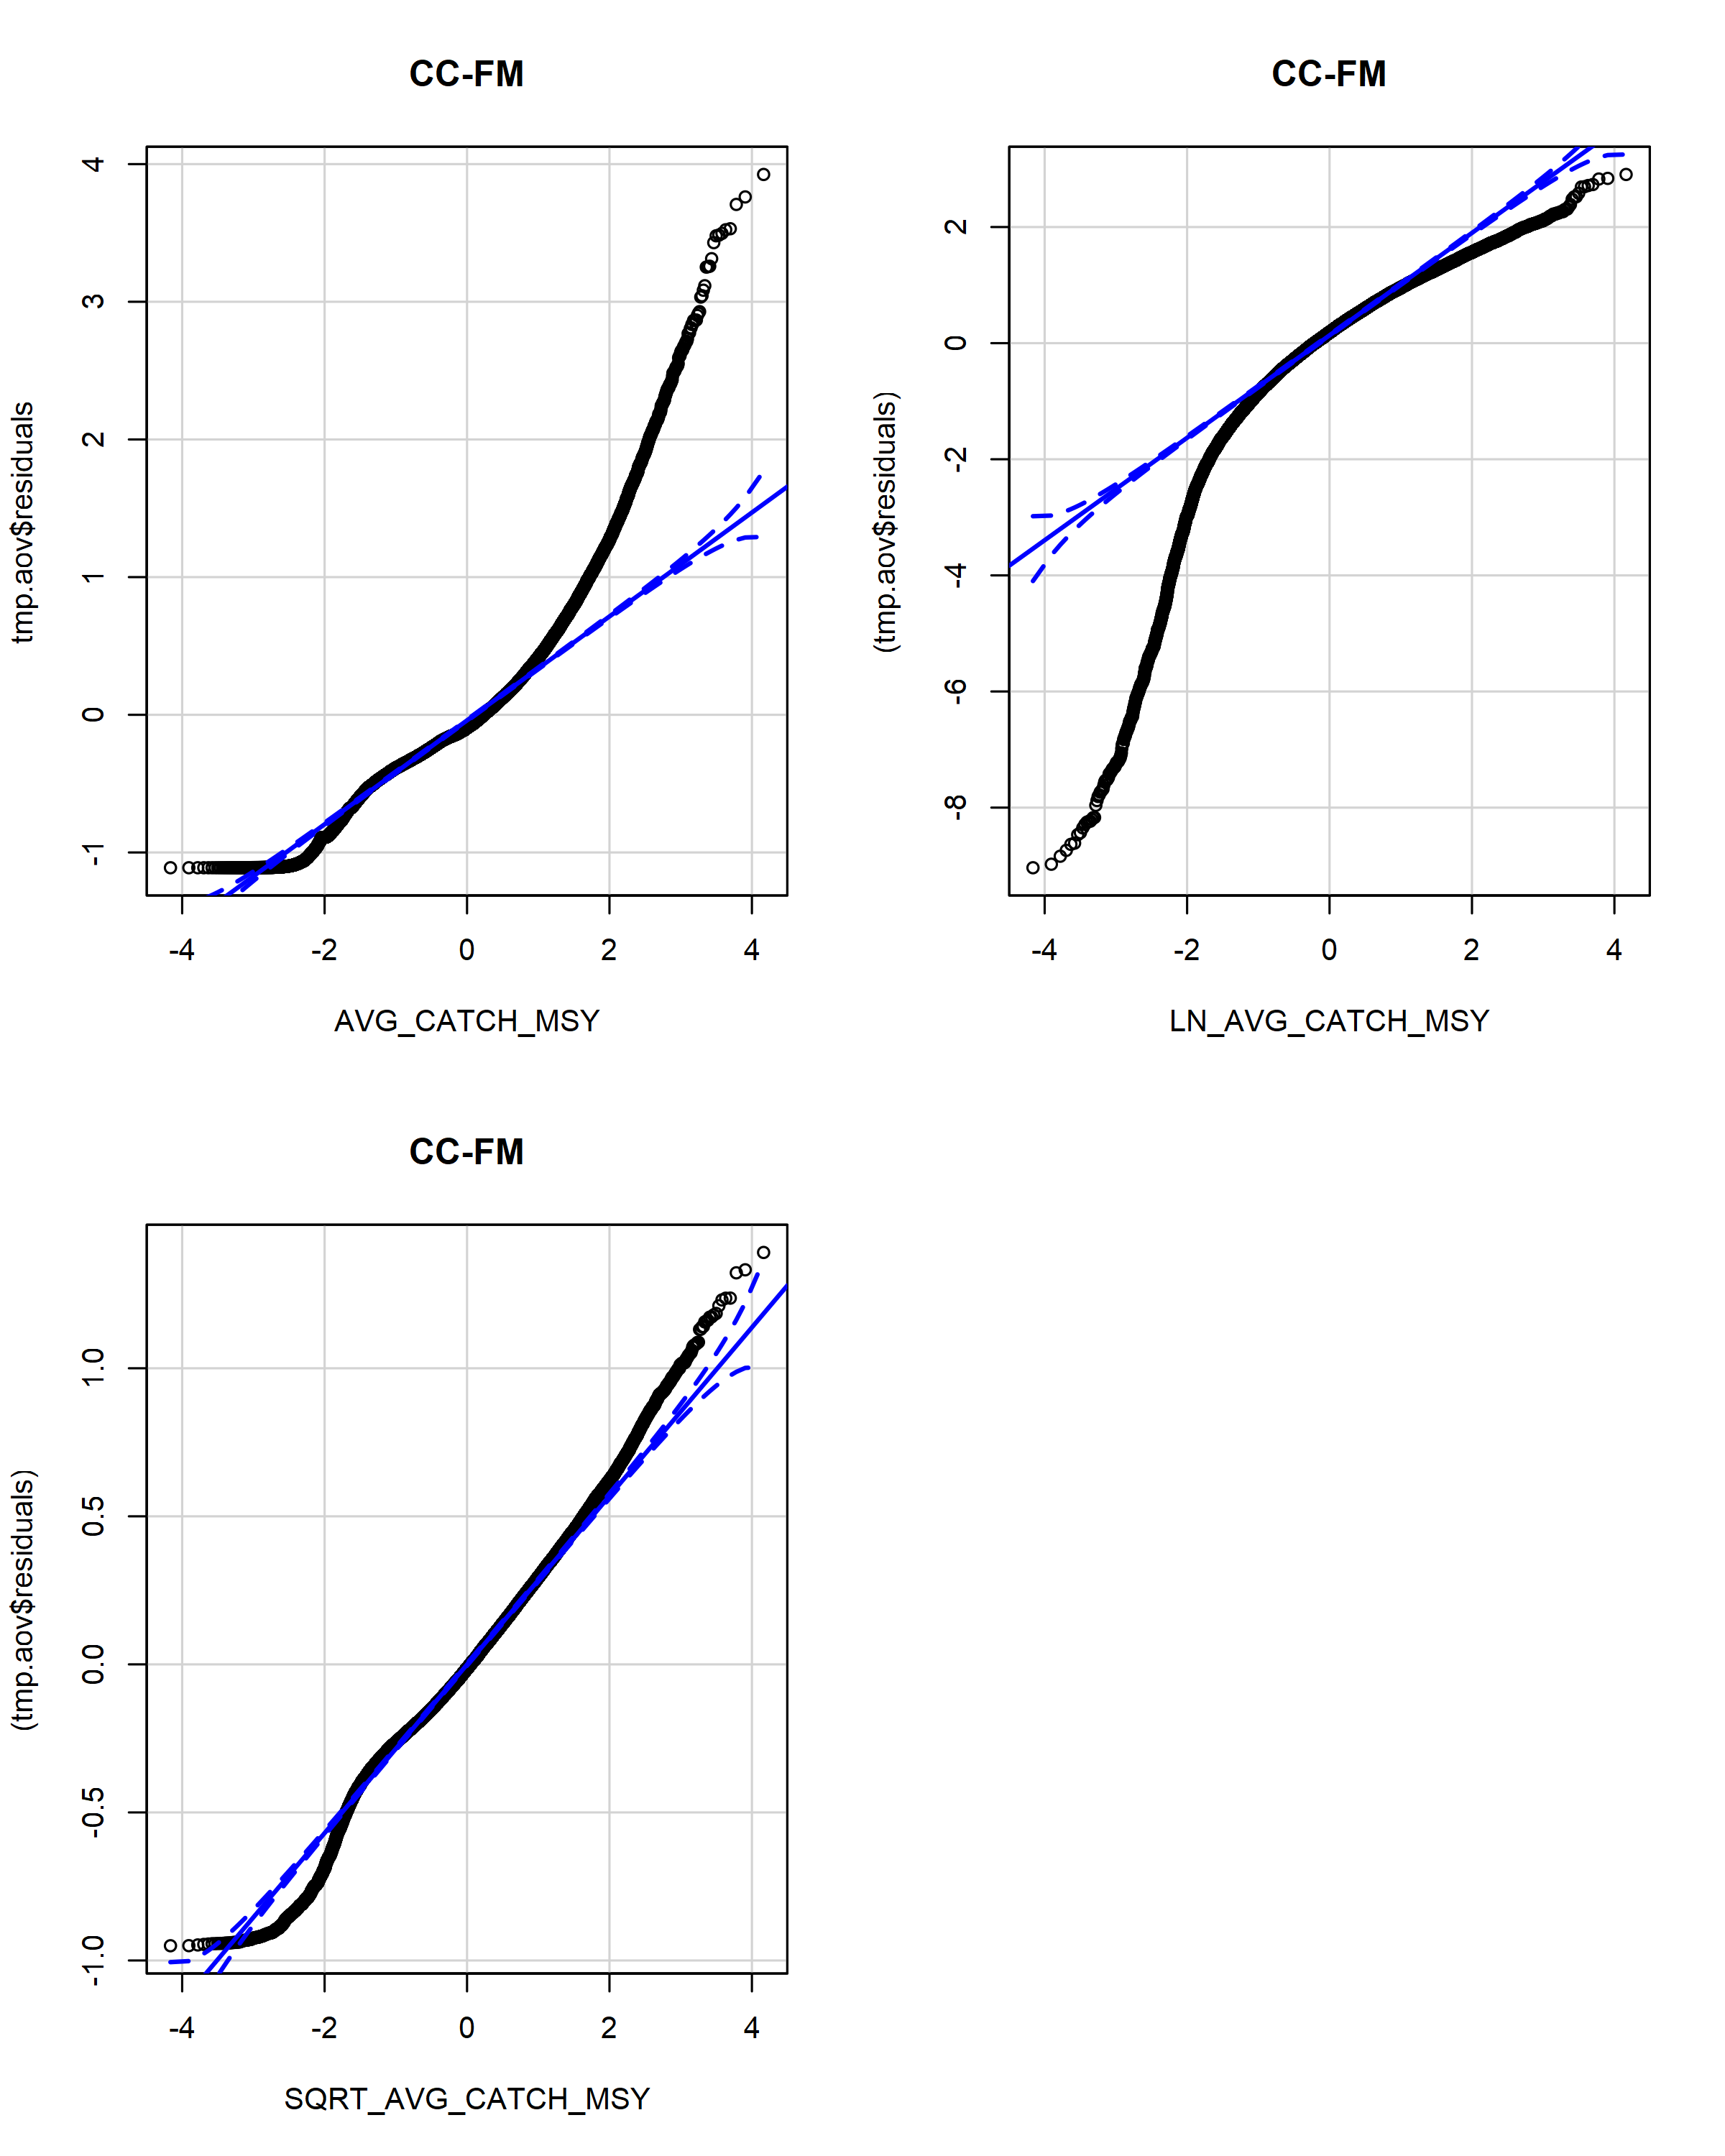 CC-FM
tmp.aov$residuals
4
3
2
1
0
-1
-4 -2 0 2 4
AVG_CATCH_MSY
CC-FM
(tmp.aov$residuals)
2
0
-2
-4
-6
-8
-4 -2 0 2 4
LN_AVG_CATCH_MSY
CC-FM
(tmp.aov$residuals)
1.0
0.5
0.0
-0.5
-1.0
-4 -2 0 2 4
SQRT_AVG_CATCH_MSY